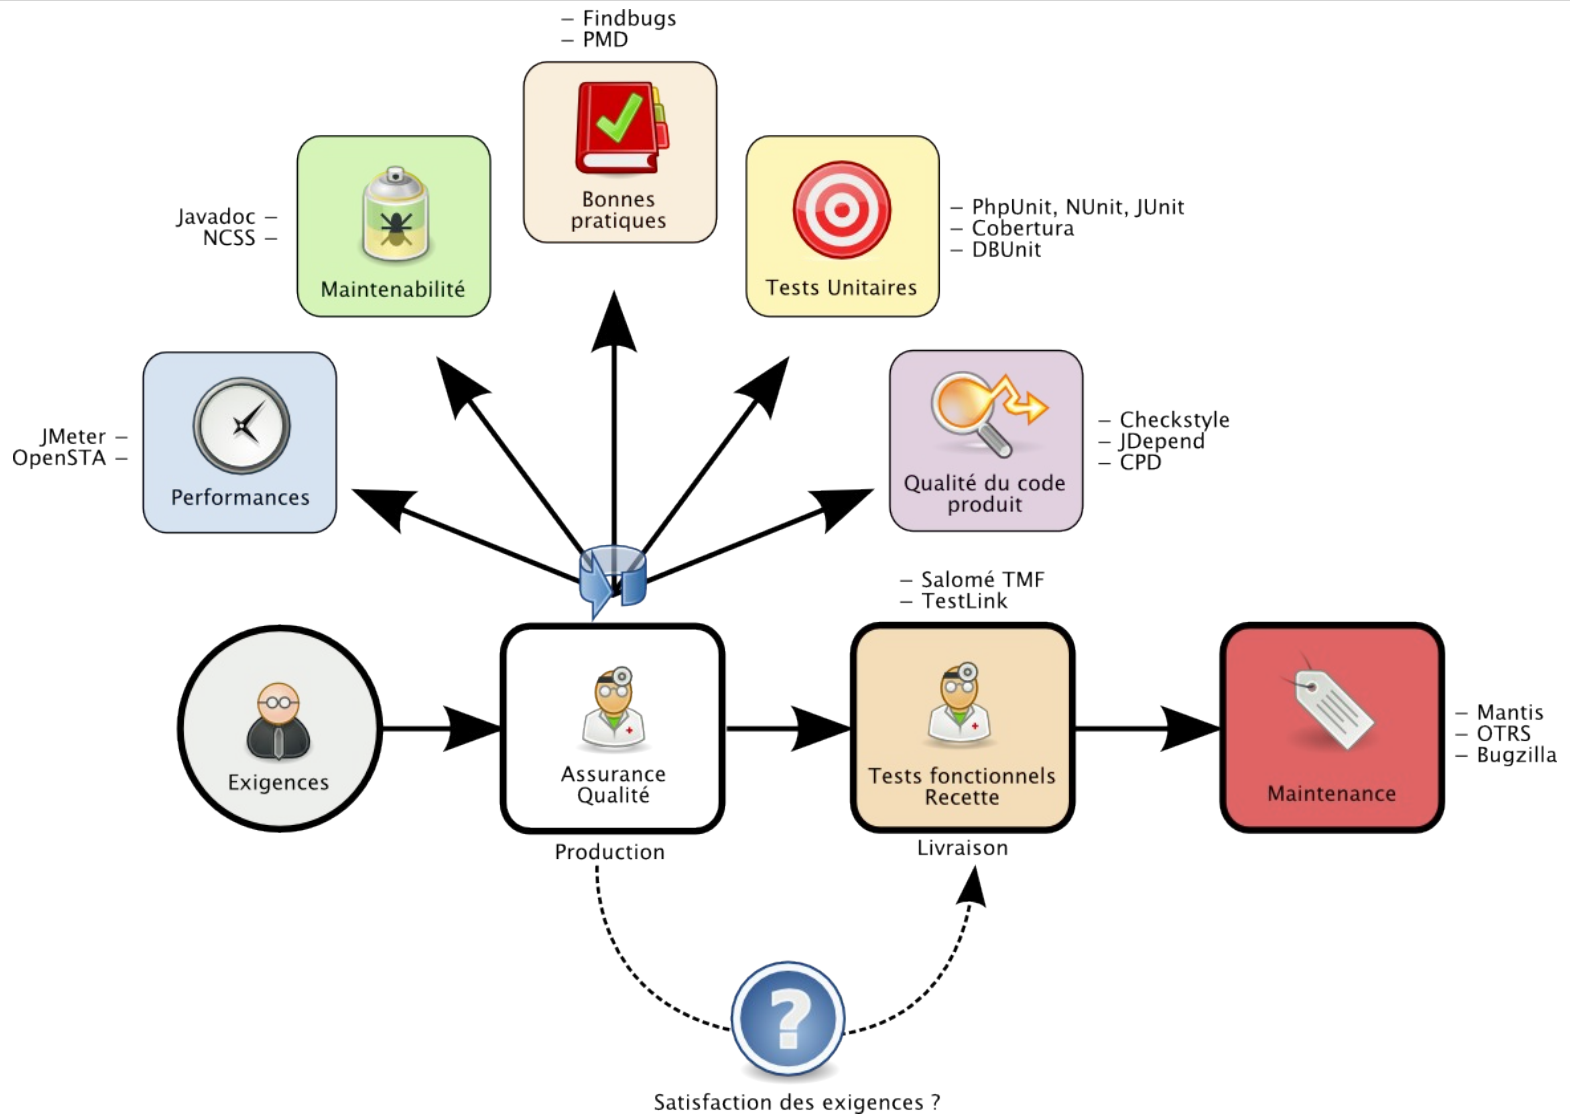 – Findbugs
– PMD
Bonnes
pratiques
Javadoc –
NCSS –
Maintenabilité
– PhpUnit, NUnit, JUnit
– Cobertura
– DBUnit
Tests Unitaires
JMeter –
OpenSTA –
Performances
– Checkstyle
– JDepend
– CPD
Qualité du code
produit
– Salomé TMF
– TestLink
Exigences
Assurance
Qualité
Production
Tests fonctionnels
Recette
Livraison
Maintenance
– Mantis
– OTRS
– Bugzilla
?
Satisfaction des exigences ?